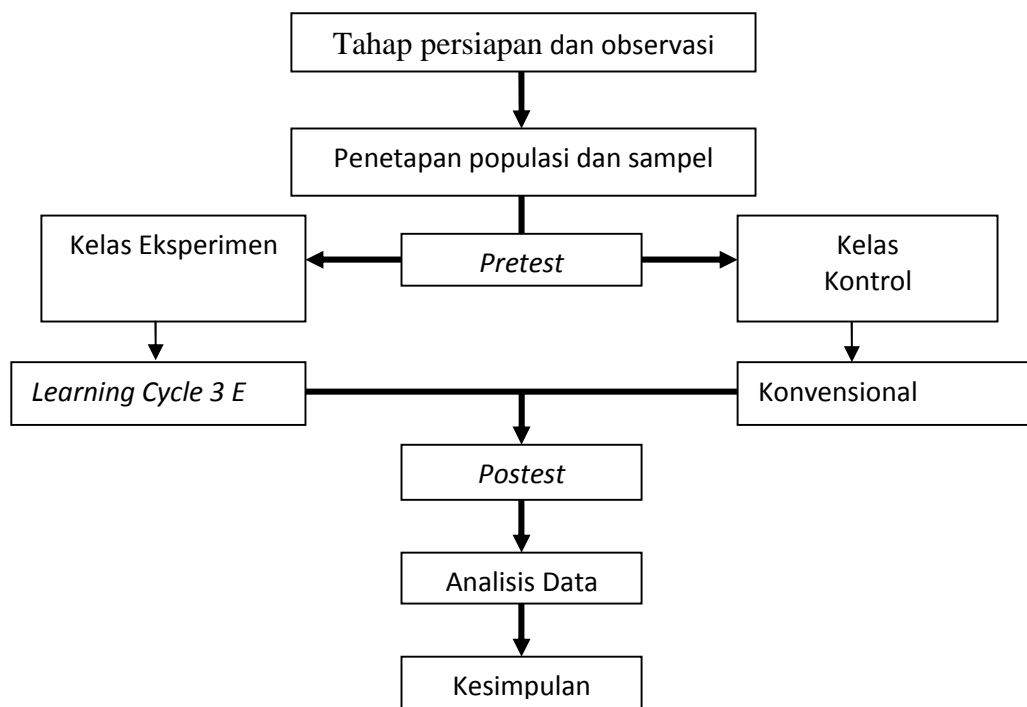 Tahap persiapan dan observasi
Penetapan populasi dan sampel
Kelas Eksperimen
Pretest
Kelas
Kontrol
Learning Cycle 3 E
Konvensional
Postest
Analisis Data
Kesimpulan